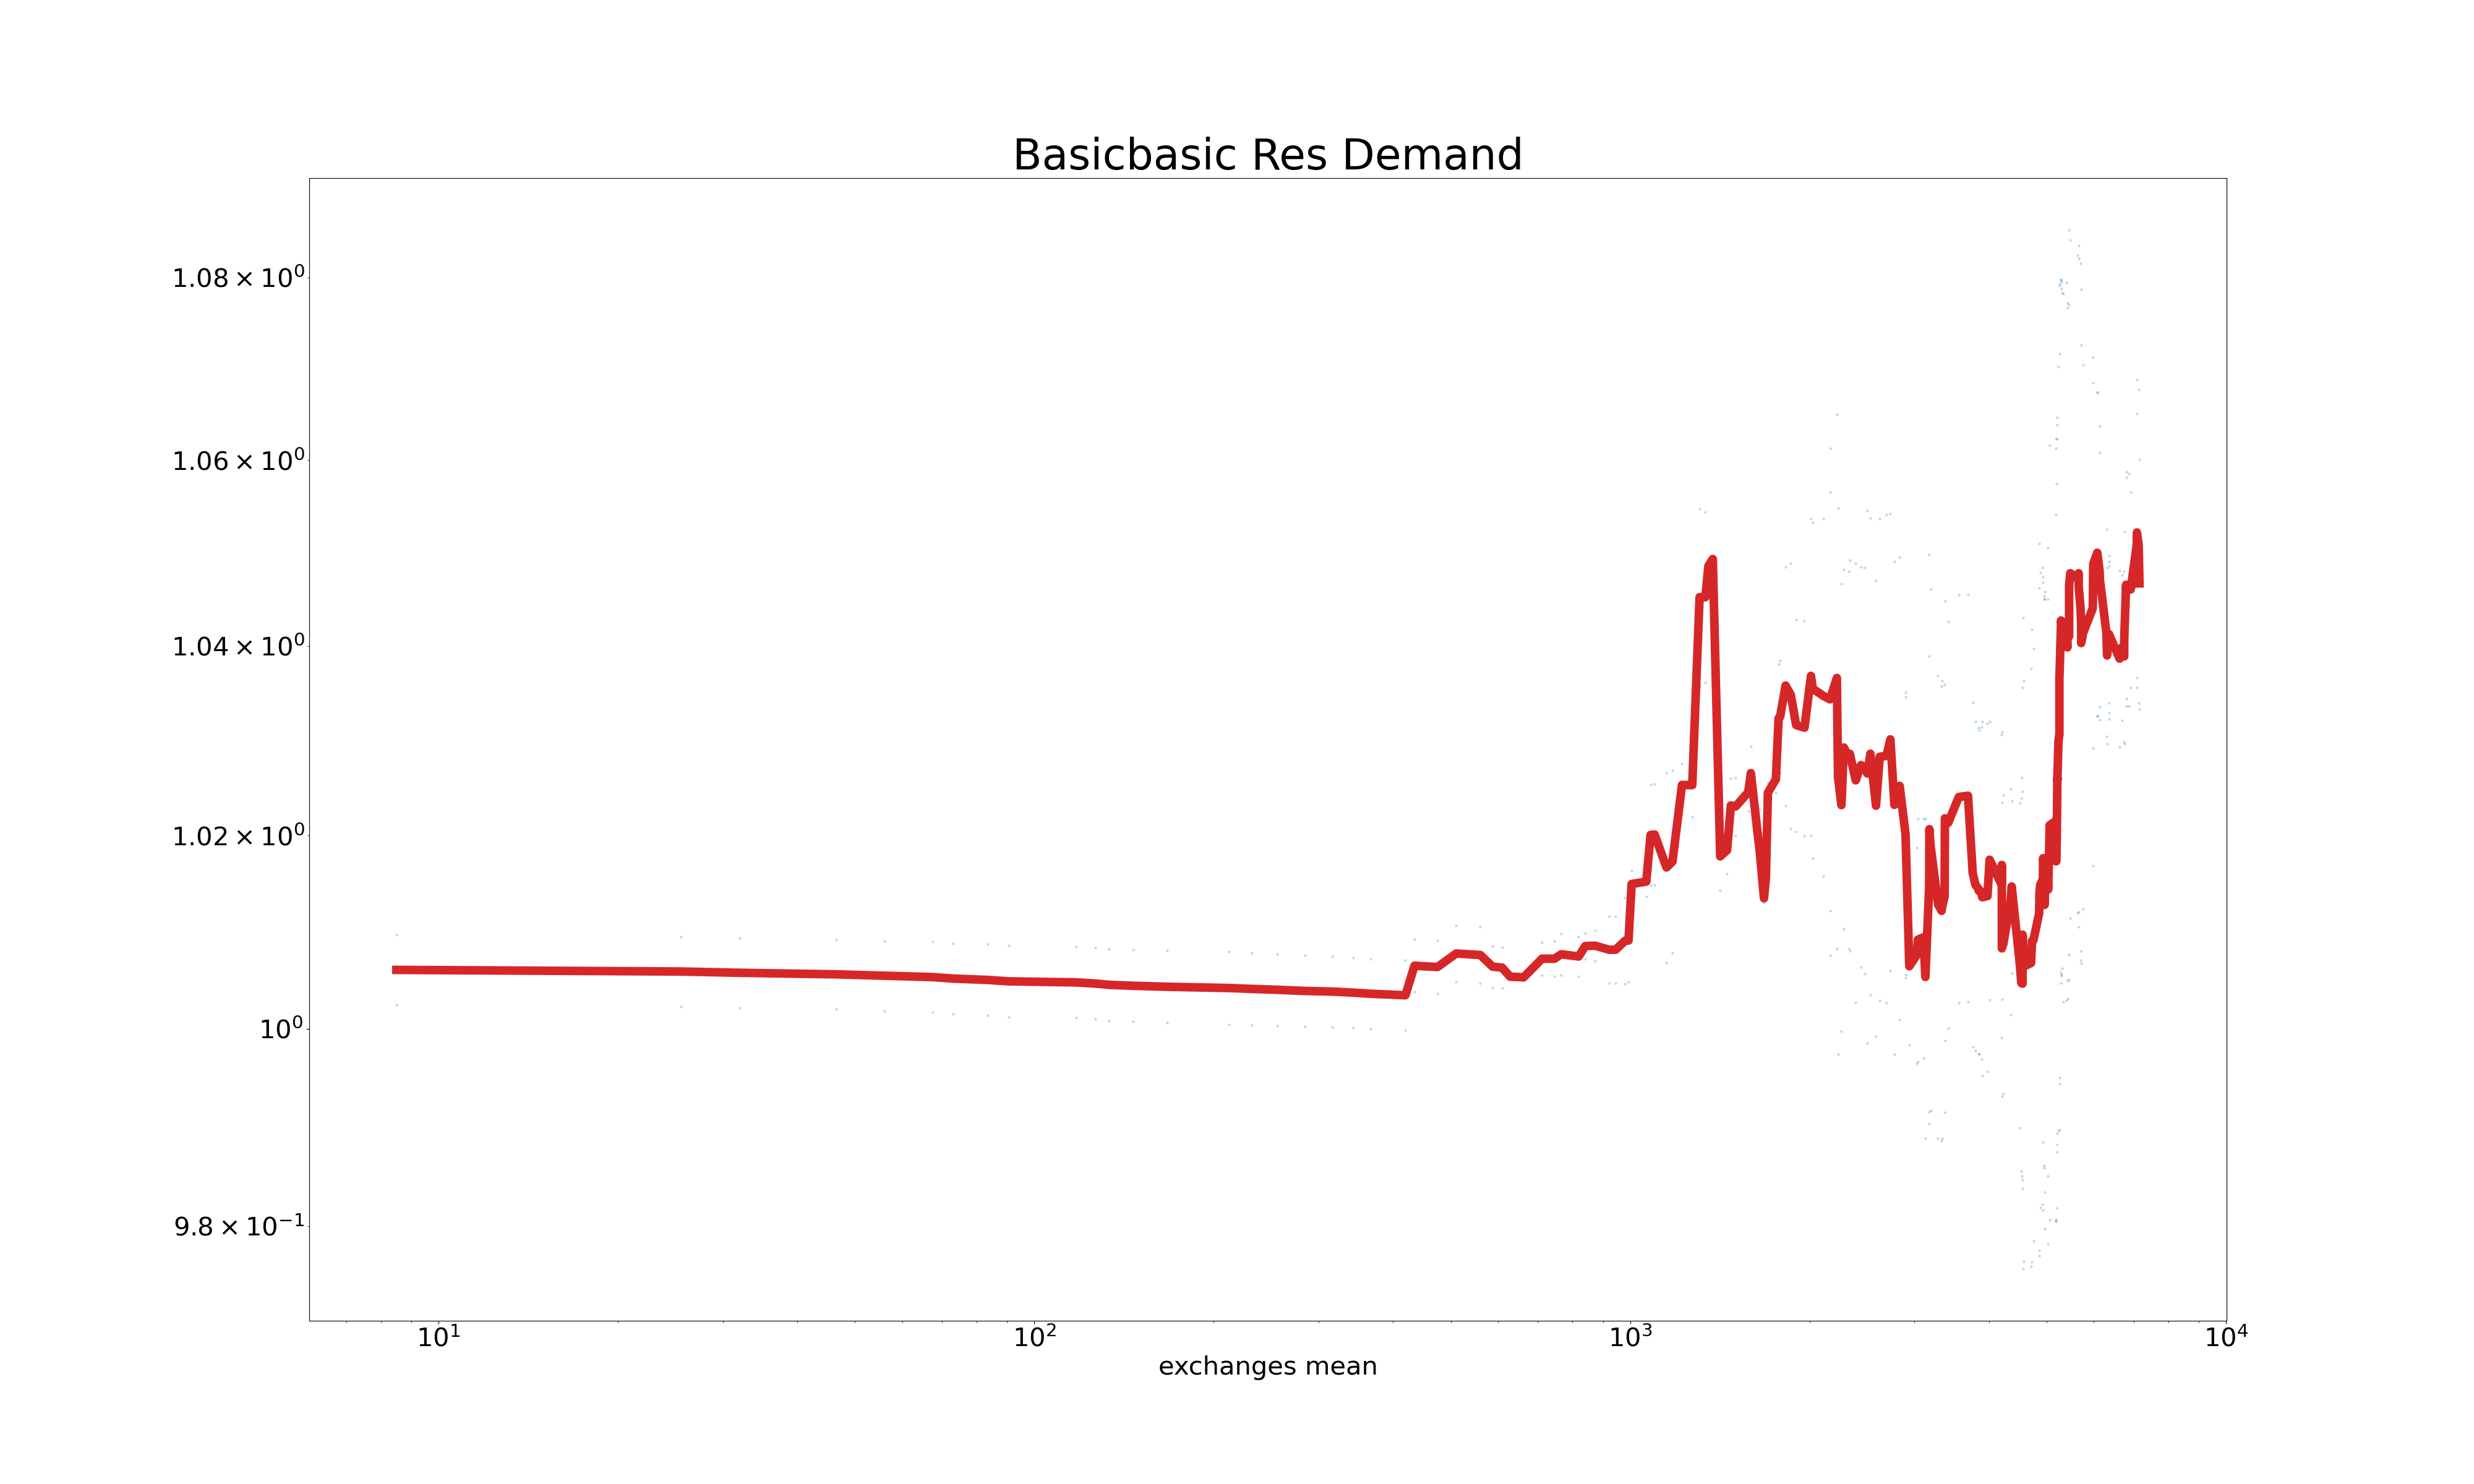 Basicbasic Res Demand
1.08 × 10⁰
1.06 × 10⁰
1.04 × 10⁰
1.02 × 10⁰
10⁰
9.8 × 10⁻¹
10¹ 10² 10³ 10⁴
exchanges mean